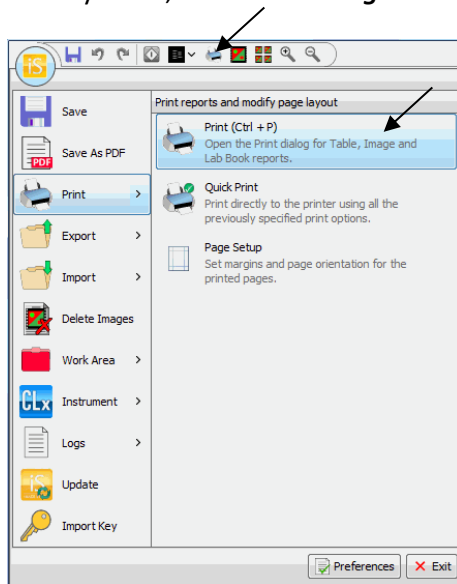 iS
Save
Save As PDF
PDF
Print
Export
Import
Delete Images
Work Area
CLx
Instrument
Logs
iS
Update
Import Key
Print reports and modify page layout
Print (Ctrl + P)
Open the Print dialog for Table, Image and
Lab Book reports.
Quick Print
Print directly to the printer using all the
previously specified print options.
Page Setup
Set margins and page orientation for the
printed pages.
Preferences
Exit